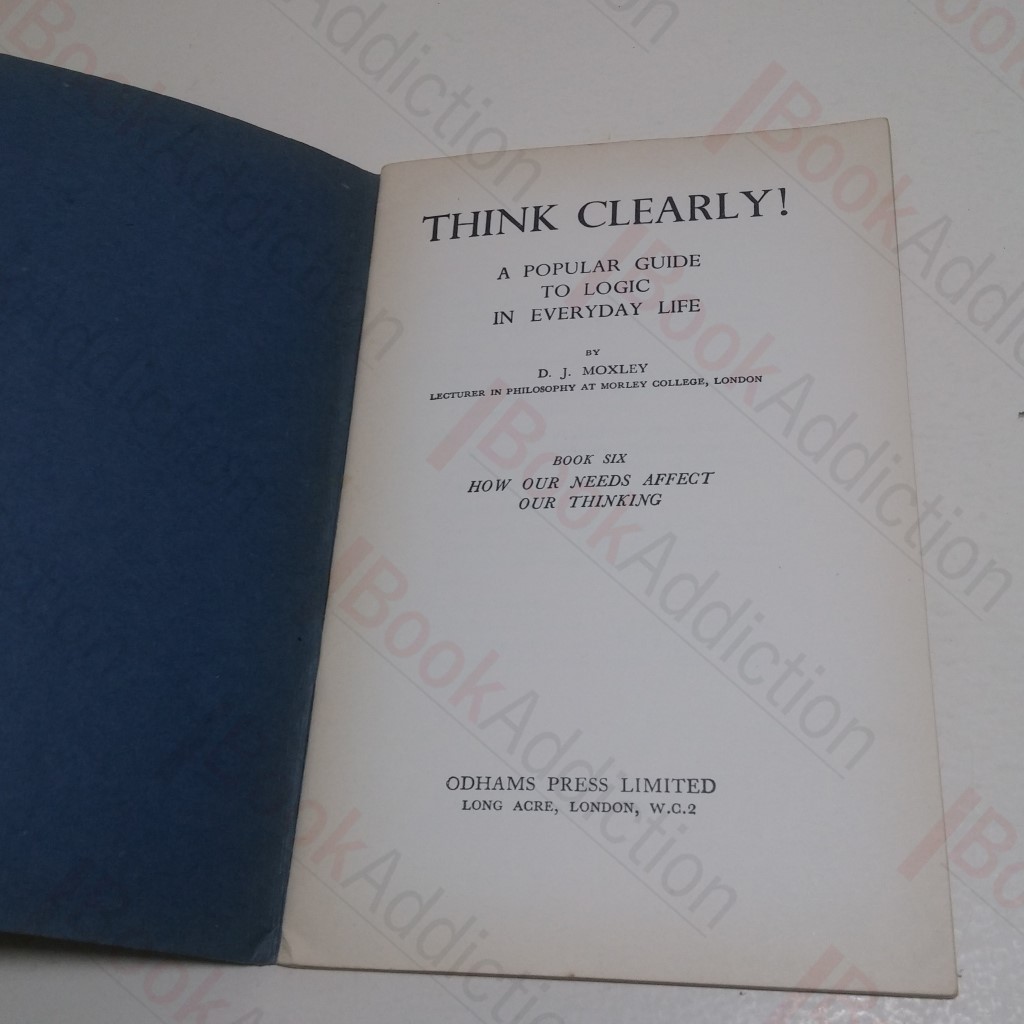 THINK CLEARLY!
A POPULAR GUIDE
TO LOGIC
IN EVERYDAY LIFE
BY
D. J. MOXLEY
LECTURER IN PHILOSOPHY AT MORLEY COLLEGE, LONDON
BOOK SIX
HOW OUR NEEDS AFFECT
OUR THINKING
ODHAMS PRESS LIMITED
LONG ACRE, LONDON, W.C.2
BookAddiction